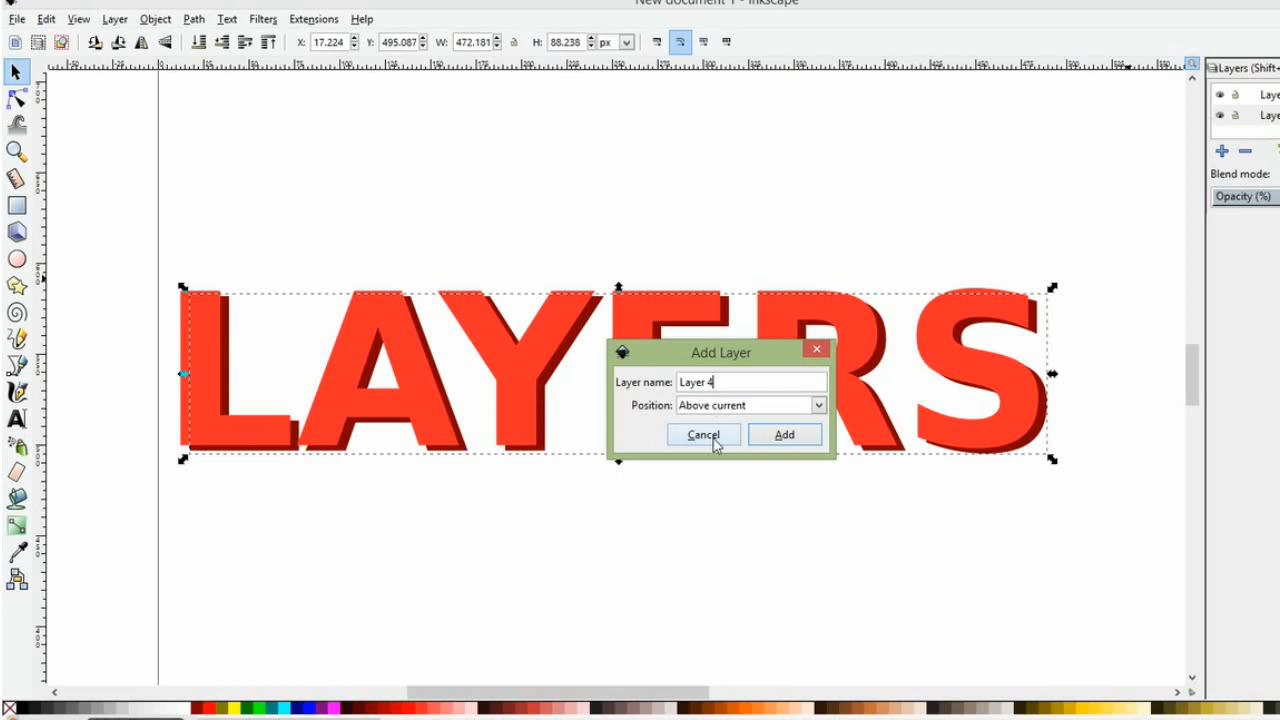 New document 1 - Inkscape
File Edit View Layer Object Path Text Filters Extensions Help
X: 17.224 Y: 495.087 W: 472.181 H: 88.238 px
Layers (Shift+
Laye
Laye
Blend mode:
Opacity (%)
LAYERS
Add Layer
Layer name: Layer 4
Position: Above current
Cancel Add